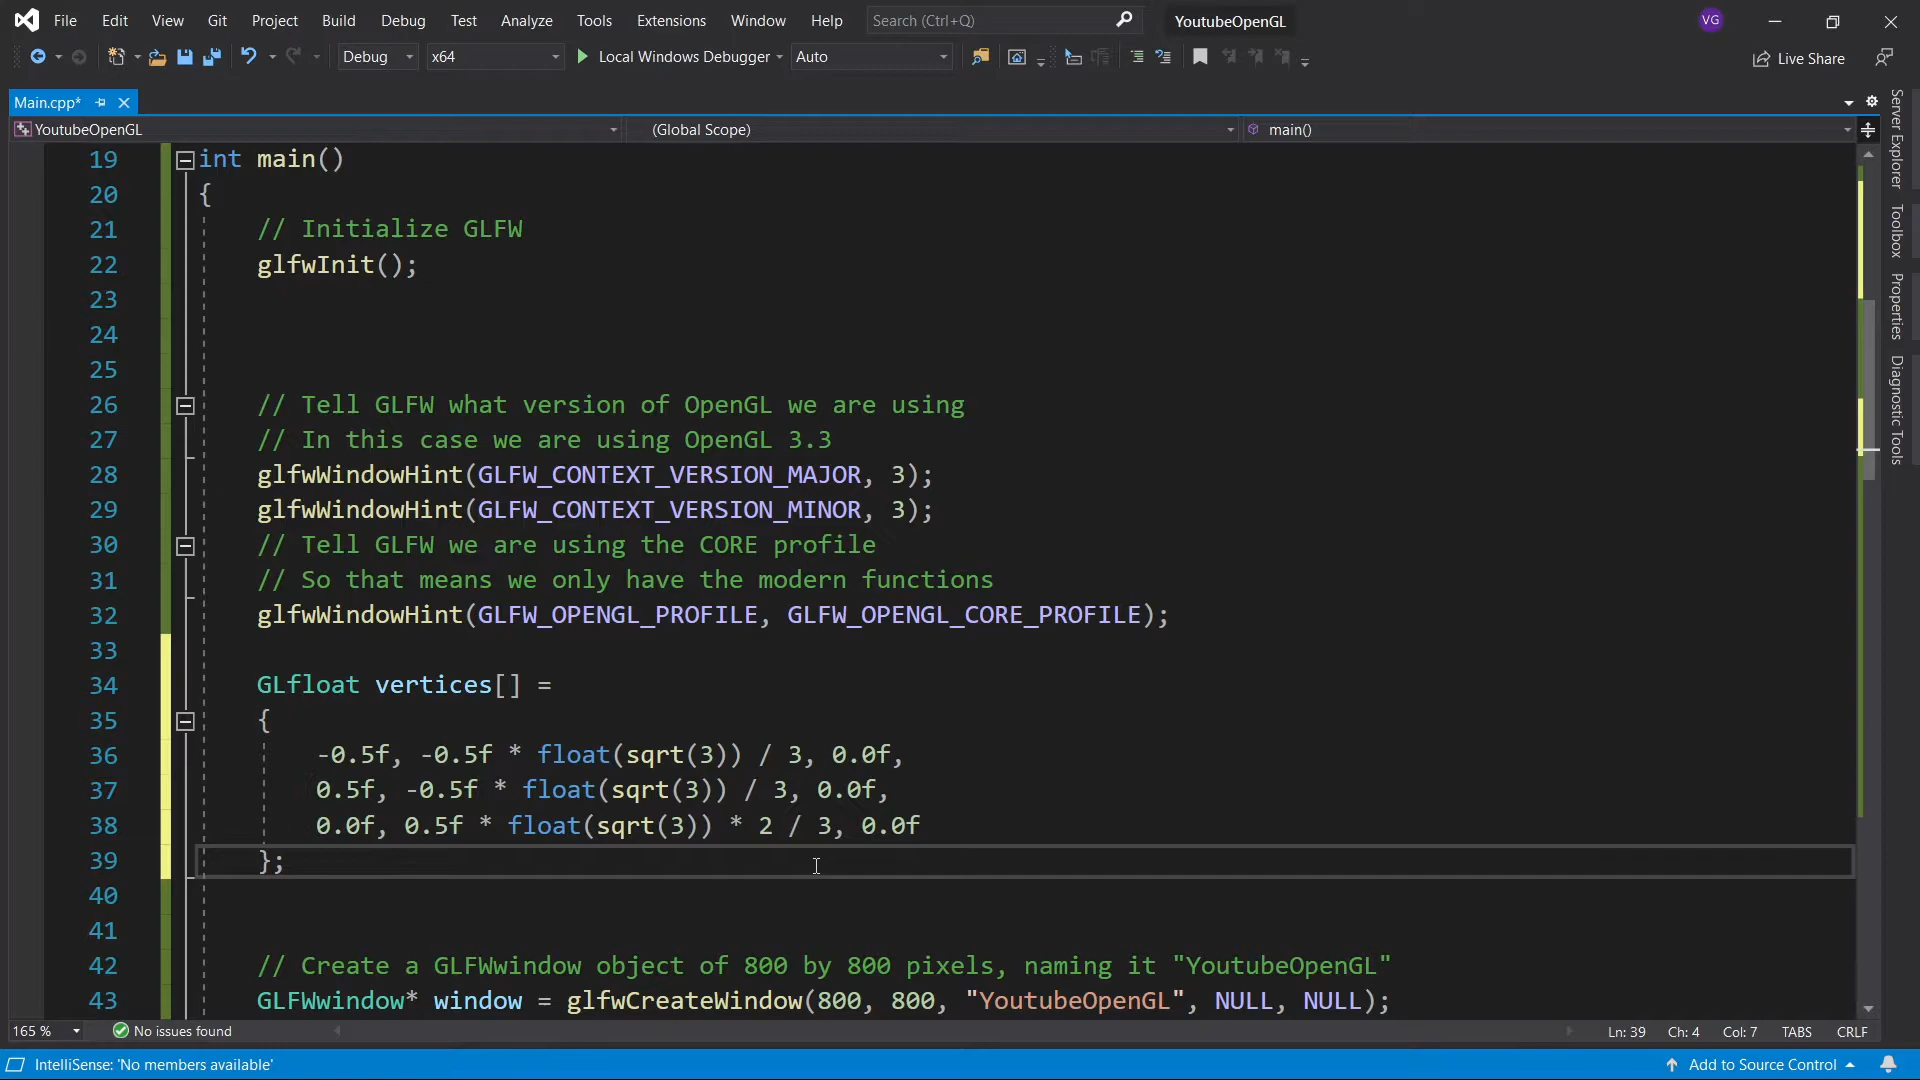 File Edit View Git Project Build Debug Test Analyze Tools Extensions Window Help Search (Ctrl+Q) YoutubeOpenGL VG
Debug x64 Local Windows Debugger Auto Live Share
Main.cpp*
YoutubeOpenGL (Global Scope) main()
19 int main()
20 {
21 // Initialize GLFW
22 glfwInit();
23
24
25
26 // Tell GLFW what version of OpenGL we are using
27 // In this case we are using OpenGL 3.3
28 glfwWindowHint(GLFW_CONTEXT_VERSION_MAJOR, 3);
29 glfwWindowHint(GLFW_CONTEXT_VERSION_MINOR, 3);
30 // Tell GLFW we are using the CORE profile
31 // So that means we only have the modern functions
32 glfwWindowHint(GLFW_OPENGL_PROFILE, GLFW_OPENGL_CORE_PROFILE);
33
34 GLfloat vertices[] =
35 {
36 -0.5f, -0.5f * float(sqrt(3)) / 3, 0.0f,
37 0.5f, -0.5f * float(sqrt(3)) / 3, 0.0f,
38 0.0f, 0.5f * float(sqrt(3)) * 2 / 3, 0.0f
39 };
40
41
42 // Create a GLFWwindow object of 800 by 800 pixels, naming it "YoutubeOpenGL"
43 GLFWwindow* window = glfwCreateWindow(800, 800, "YoutubeOpenGL", NULL, NULL);
Server Explorer
Toolbox
Properties
Diagnostic Tools
165 % No issues found Ln: 39 Ch: 4 Col: 7 TABS CRLF
IntelliSense: 'No members available' Add to Source Control